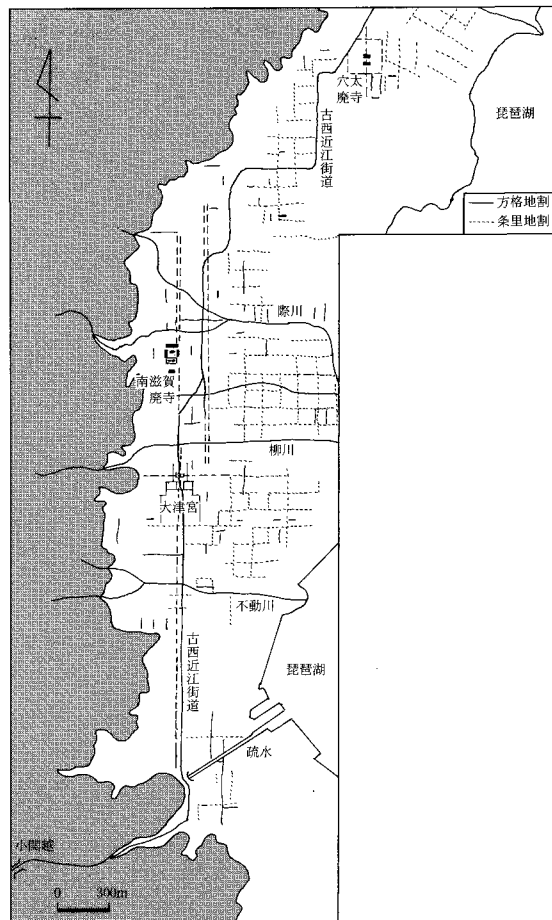 穴太
廃寺
琵琶湖
古西近江街道
方格地割
条里地割
際川
南滋賀
廃寺
柳川
大津宮
不動川
古西近江街道
琵琶湖
疏水
小関越
0 300m